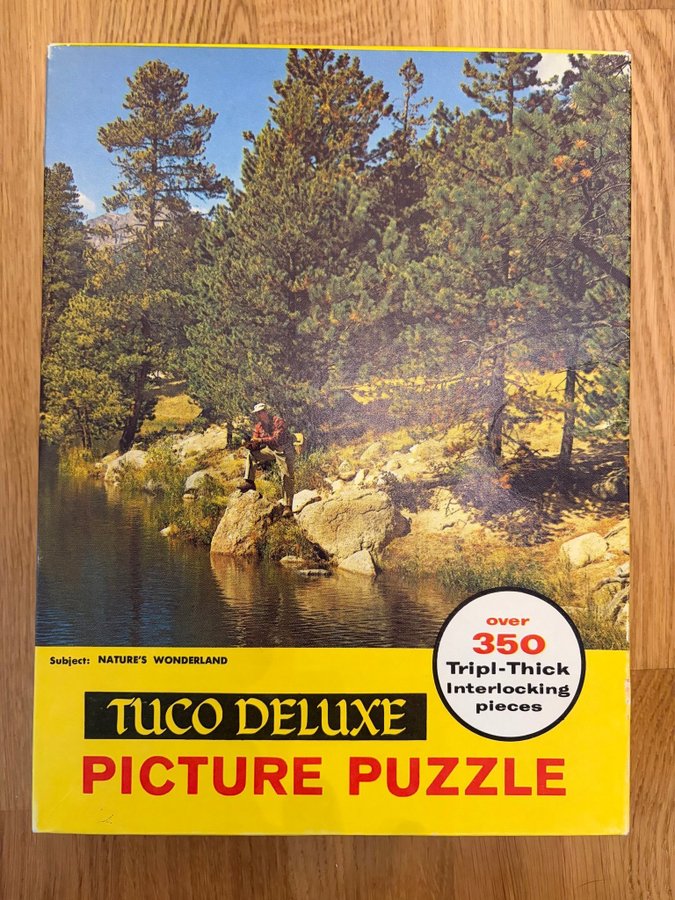 Subject: NATURE'S WONDERLAND
over
350
Tripl-Thick
Interlocking
pieces
TUCO DELUXE
PICTURE PUZZLE